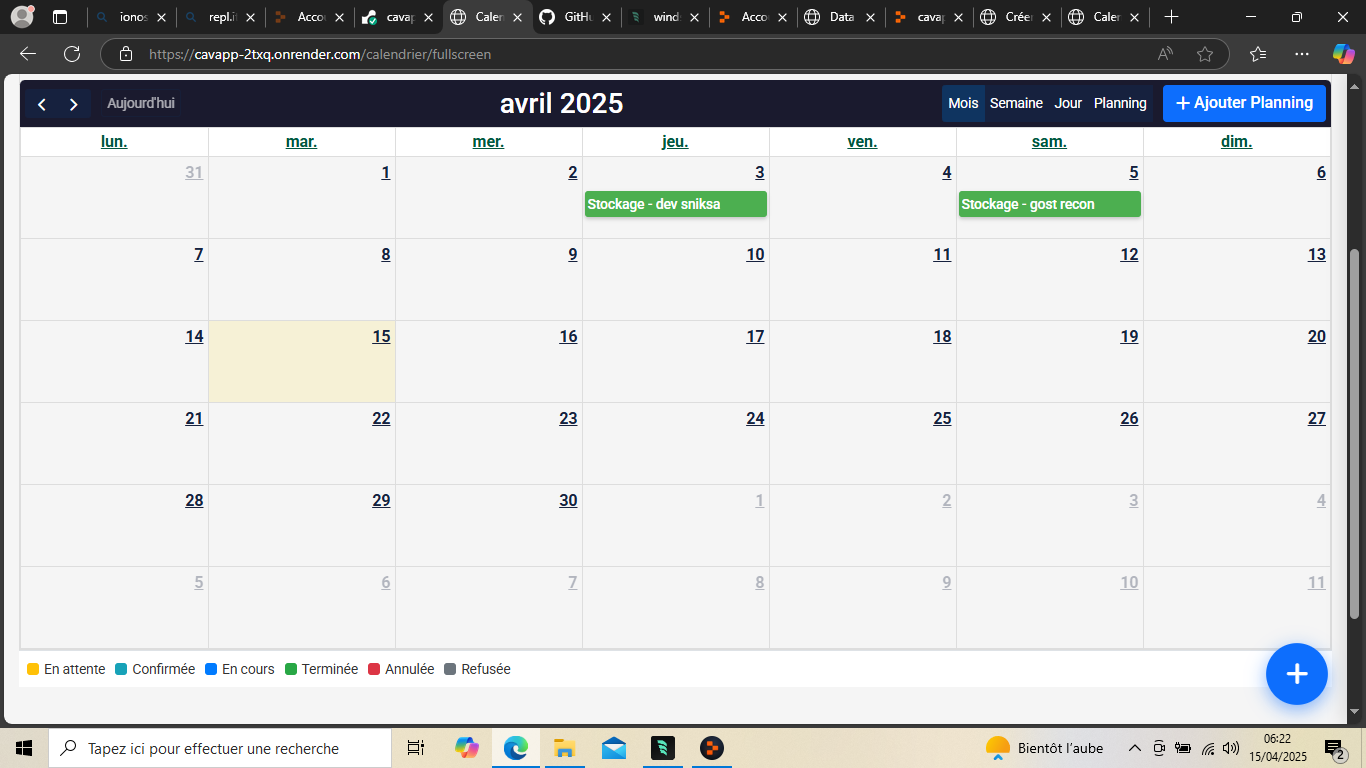 ionos
repl.i
Accou
cavap
Calen
GitHu
winds
Acco
Data
cavap
Créer
Caler
https://cavapp-2txq.onrender.com/calendrier/fullscreen
Aujourd'hui
avril 2025
Mois Semaine Jour Planning
+ Ajouter Planning
lun. mar. mer. jeu. ven. sam. dim.
31 1 2 3 4 5 6
Stockage - dev sniksa
Stockage - gost recon
7 8 9 10 11 12 13
14 15 16 17 18 19 20
21 22 23 24 25 26 27
28 29 30 1 2 3 4
5 6 7 8 9 10 11
En attente Confirmée En cours Terminée Annulée Refusée
+
Tapez ici pour effectuer une recherche
Bientôt l'aube
06:22
15/04/2025
2